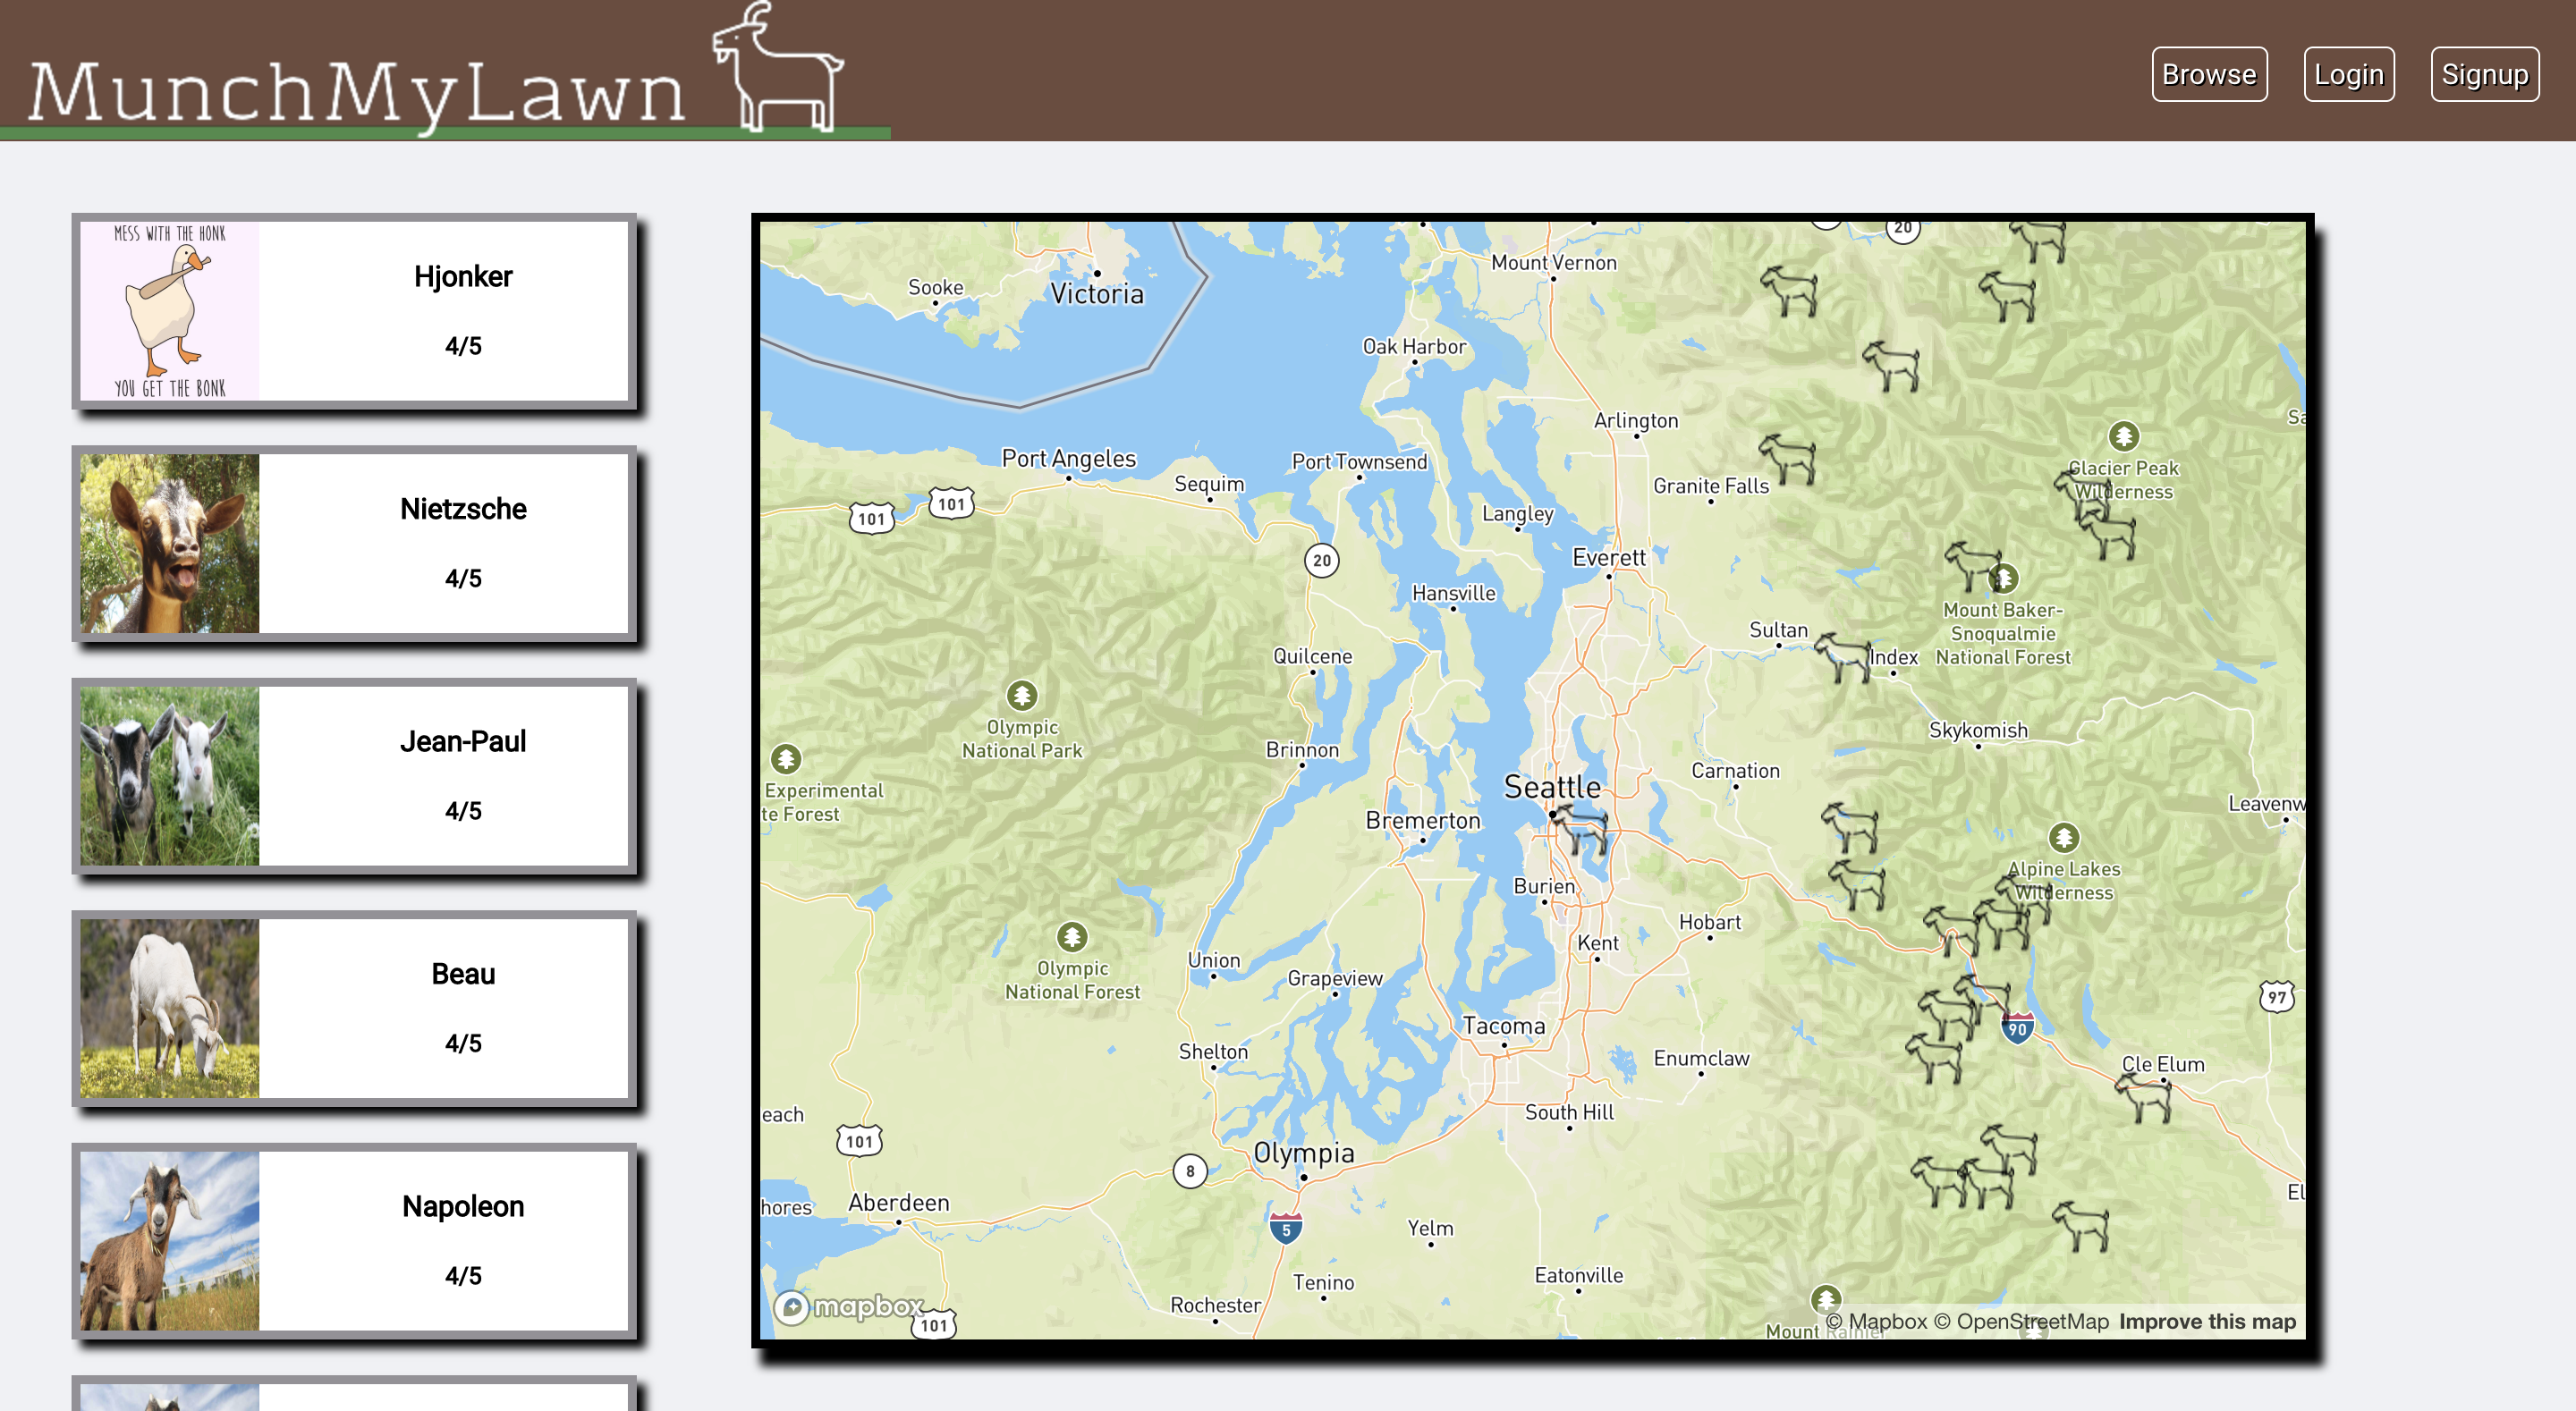 MunchMyLawn
Browse
Login
Signup
MESS WITH THE HONK
YOU GET THE BONK
Hjonker
4/5
Nietzsche
4/5
Jean-Paul
4/5
Beau
4/5
Napoleon
4/5
20
Mount Vernon
Sooke
Victoria
Oak Harbor
Arlington
Sa
Port Angeles
Port Townsend
Sequim
Granite Falls
Glacier Peak
Wilderness
101
101
Langley
20
Everett
Hansville
Mount Baker-
Snoqualmie
National Forest
Sultan
Index
Quilcene
Olympic
National Park
Skykomish
Brinnon
Carnation
Seattle
Experimental
te Forest
Leavenw
Bremerton
Alpine Lakes
Wilderness
Burien
Hobart
Kent
Union
Olympic
National Forest
Grapeview
97
Tacoma
90
Shelton
Enumclaw
Cle Elum
each
South Hill
101
Olympia
8
El
hores
Aberdeen
5
Yelm
Tenino
Eatonville
Rochester
mapbox
101
Mount Rainier
© Mapbox © OpenStreetMap Improve this map